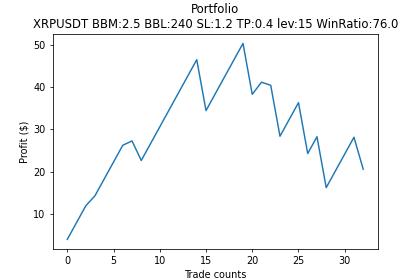 Portfolio
XRPUSDT BBM:2.5 BBL:240 SL:1.2 TP:0.4 lev:15 WinRatio:76.0
50
40
30
20
10
Profit ($)
0 5 10 15 20 25 30
Trade counts